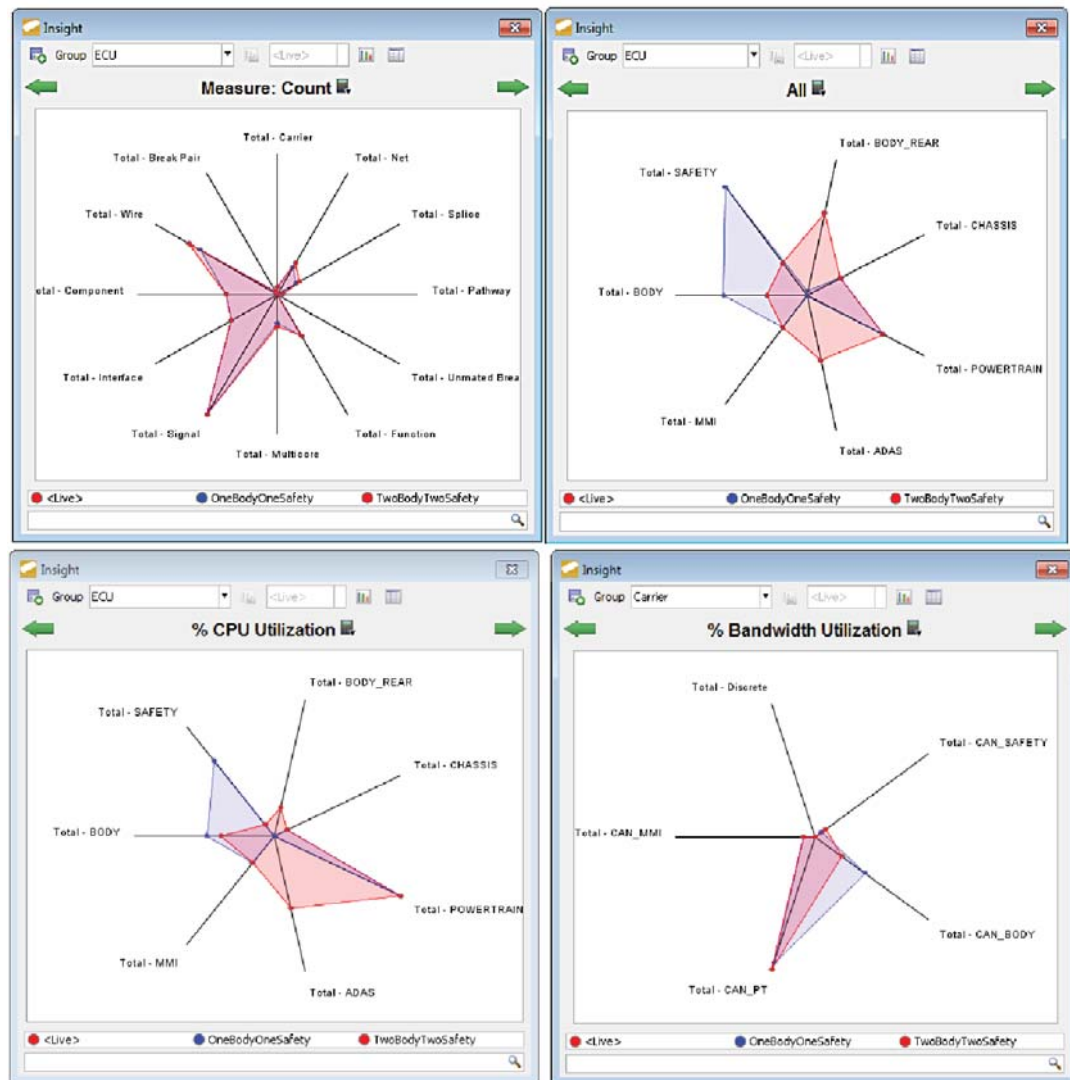 Insight
Group ECU <Live>
Measure: Count
Total - Carrier
Total - Break Pair
Total - Net
Total - Wire
Total - Splice
otal - Component
Total - Pathway
Total - Interface
Total - Unmated Brea
Total - Signal
Total - Function
Total - Multicore
<Live> OneBodyOneSafety TwoBodyTwoSafety
Insight
Group ECU <Live>
All
Total - BODY_REAR
Total - SAFETY
Total - CHASSIS
Total - BODY
Total - POWERTRAIN
Total - MMI
Total - ADAS
<Live> OneBodyOneSafety TwoBodyTwoSafety
Insight
Group ECU <Live>
% CPU Utilization
Total - BODY_REAR
Total - SAFETY
Total - CHASSIS
Total - BODY
Total - POWERTRAIN
Total - MMI
Total - ADAS
<Live> OneBodyOneSafety TwoBodyTwoSafety
Insight
Group Carrier <Live>
% Bandwidth Utilization
Total - Discrete
Total - CAN_SAFETY
Total - CAN_MMI
Total - CAN_BODY
Total - CAN_PT
<Live> OneBodyOneSafety TwoBodyTwoSafety